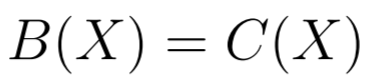 B(X) = C(X)